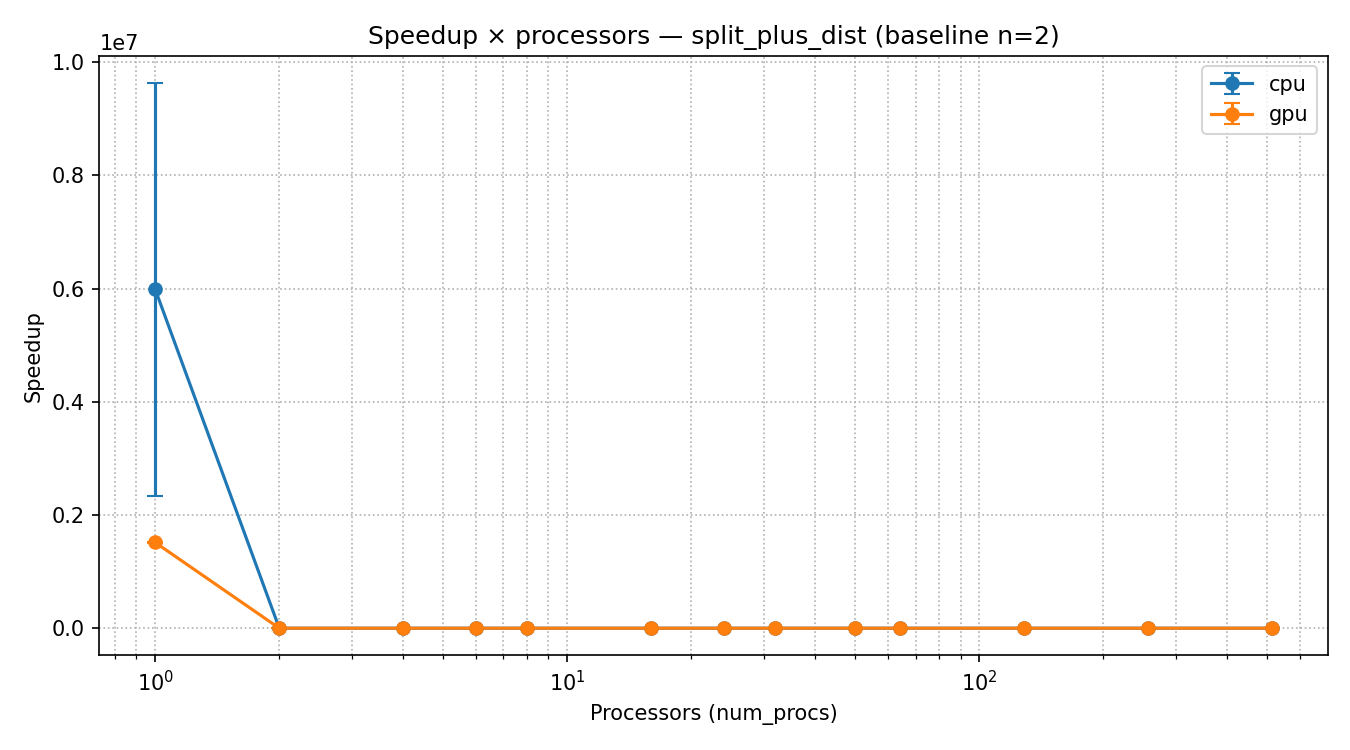 Speedup × processors — split_plus_dist (baseline n=2)
1e7
1.0
0.8
0.6
0.4
0.2
0.0
Speedup
cpu
gpu
10⁰
10¹
10²
Processors (num_procs)